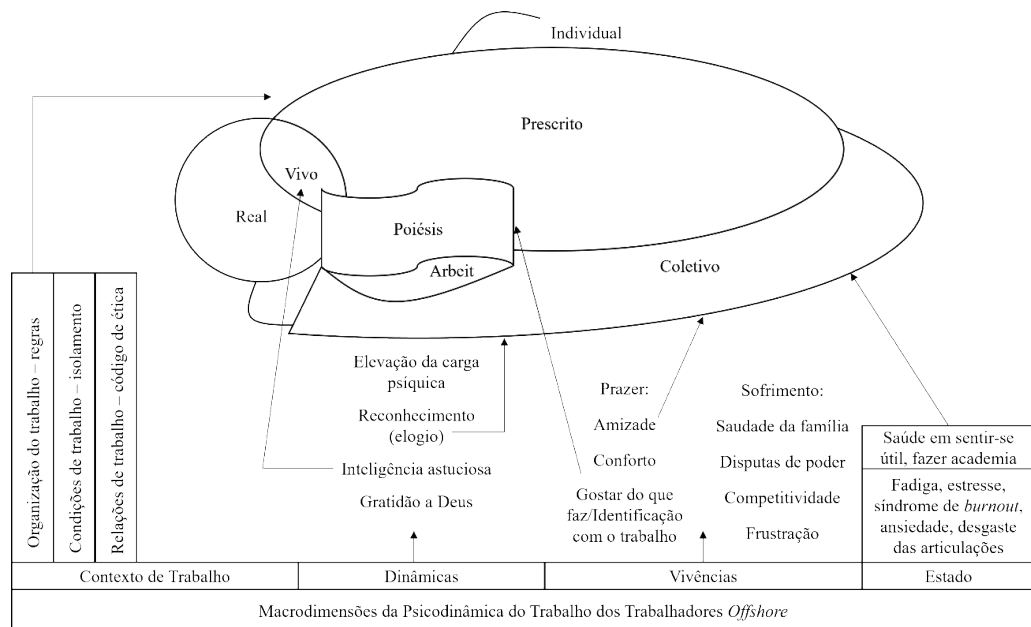 Individual
Prescrito
Vivo
Real
Poiésis
Arbeit
Coletivo
Organização do trabalho – regras
Condições de trabalho – isolamento
Relações de trabalho – código de ética
Elevação da carga
psíquica
Reconhecimento
(elogio)
Inteligência astuciosa
Gratidão a Deus
Prazer:
Amizade
Conforto
Gostar do que
faz/Identificação
com o trabalho
Sofrimento:
Saudade da família
Disputas de poder
Competitividade
Frustração
Saúde em sentir-se
útil, fazer academia
Fadiga, estresse,
síndrome de burnout,
ansiedade, desgaste
das articulações
Contexto de Trabalho
Dinâmicas
Vivências
Estado
Macrodimensões da Psicodinâmica do Trabalho dos Trabalhadores Offshore